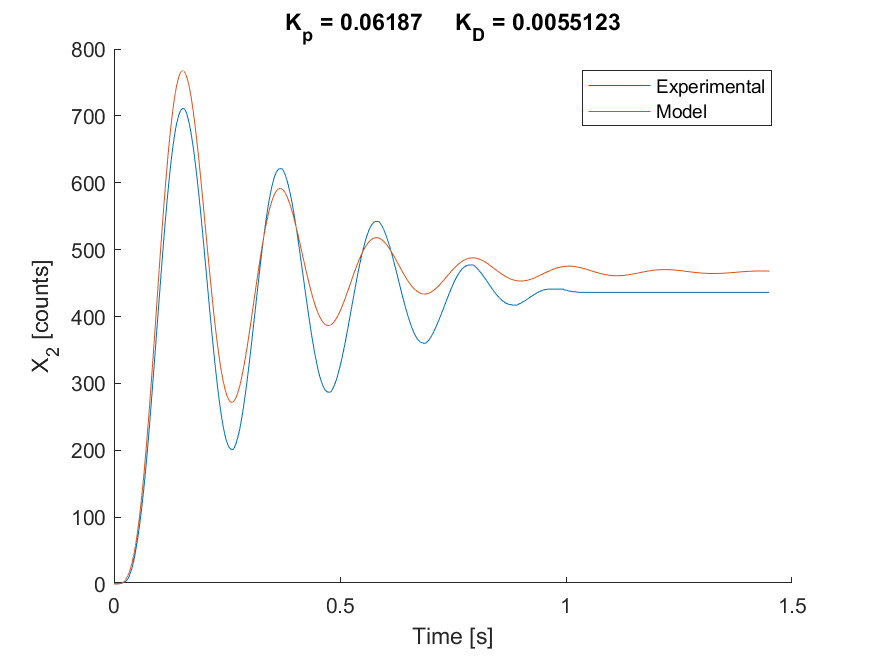 Kp = 0.06187 KD = 0.0055123
800
700
600
500
400
300
200
100
0
X2 [counts]
Experimental
Model
0 0.5 1 1.5
Time [s]